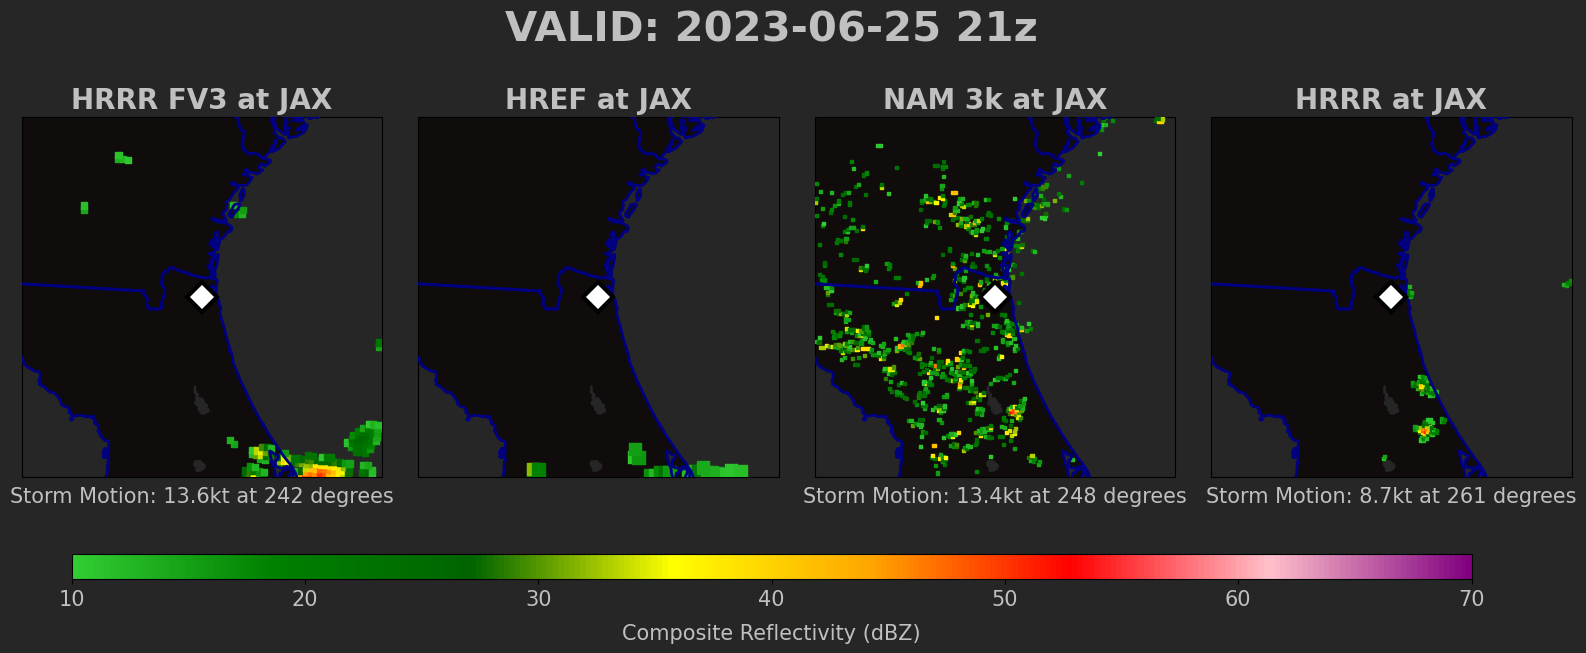 VALID: 2023-06-25 21z
HRRR FV3 at JAX
HREF at JAX
NAM 3k at JAX
HRRR at JAX
Storm Motion: 13.6kt at 242 degrees
Storm Motion: 13.4kt at 248 degrees
Storm Motion: 8.7kt at 261 degrees
10 20 30 40 50 60 70
Composite Reflectivity (dBZ)